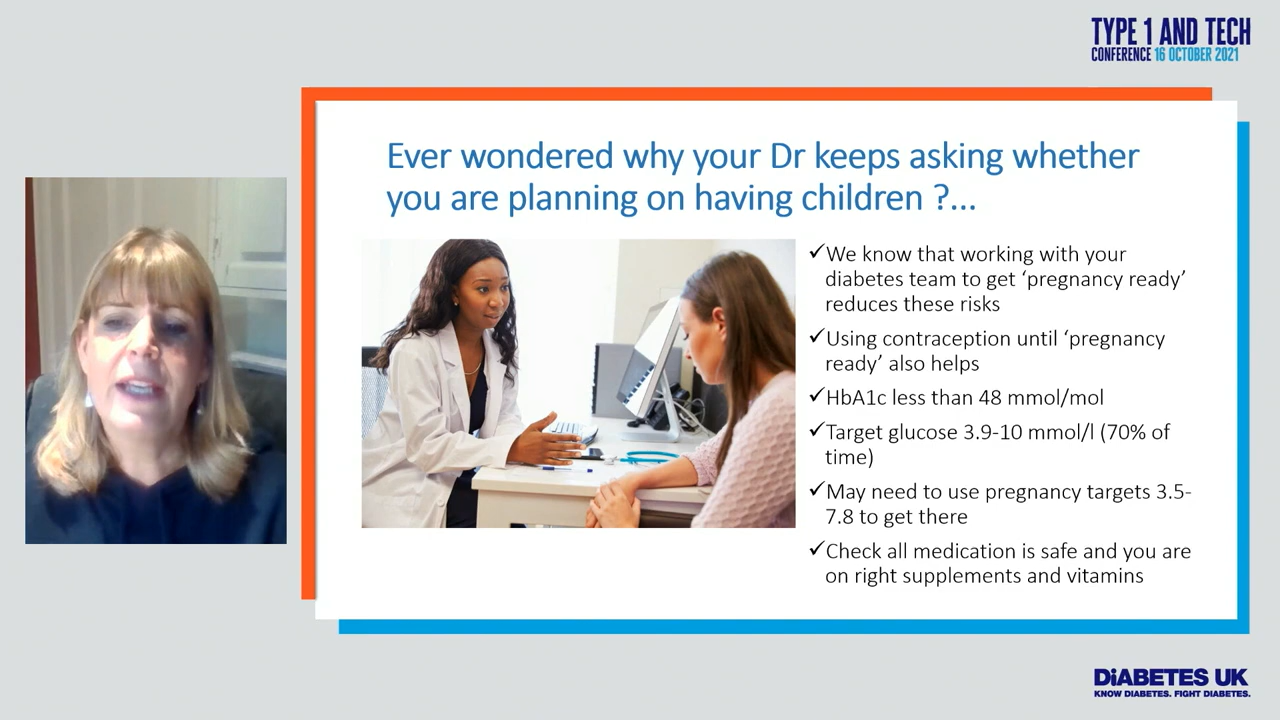 TYPE 1 AND TECH
CONFERENCE 16 OCTOBER 2021
Ever wondered why your Dr keeps asking whether
you are planning on having children ?...
✓We know that working with your
diabetes team to get ‘pregnancy ready’
reduces these risks
✓Using contraception until ‘pregnancy
ready’ also helps
✓HbA1c less than 48 mmol/mol
✓Target glucose 3.9-10 mmol/l (70% of
time)
✓May need to use pregnancy targets 3.5-
7.8 to get there
✓Check all medication is safe and you are
on right supplements and vitamins
DiABETES UK
KNOW DIABETES. FIGHT DIABETES.